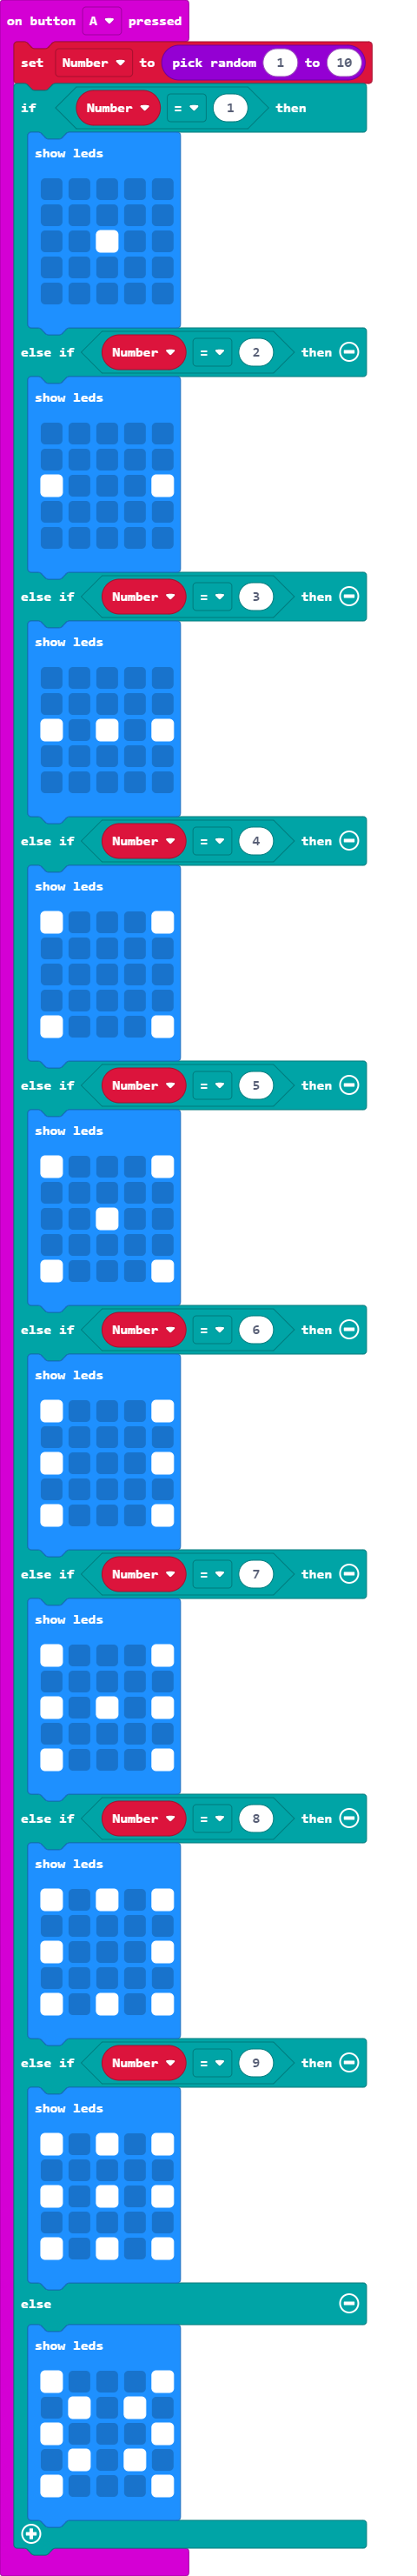 on button A pressed
set Number to pick random 1 to 10
if Number = 1 then
show leds
else if Number = 2 then
show leds
else if Number = 3 then
show leds
else if Number = 4 then
show leds
else if Number = 5 then
show leds
else if Number = 6 then
show leds
else if Number = 7 then
show leds
else if Number = 8 then
show leds
else if Number = 9 then
show leds
else
show leds